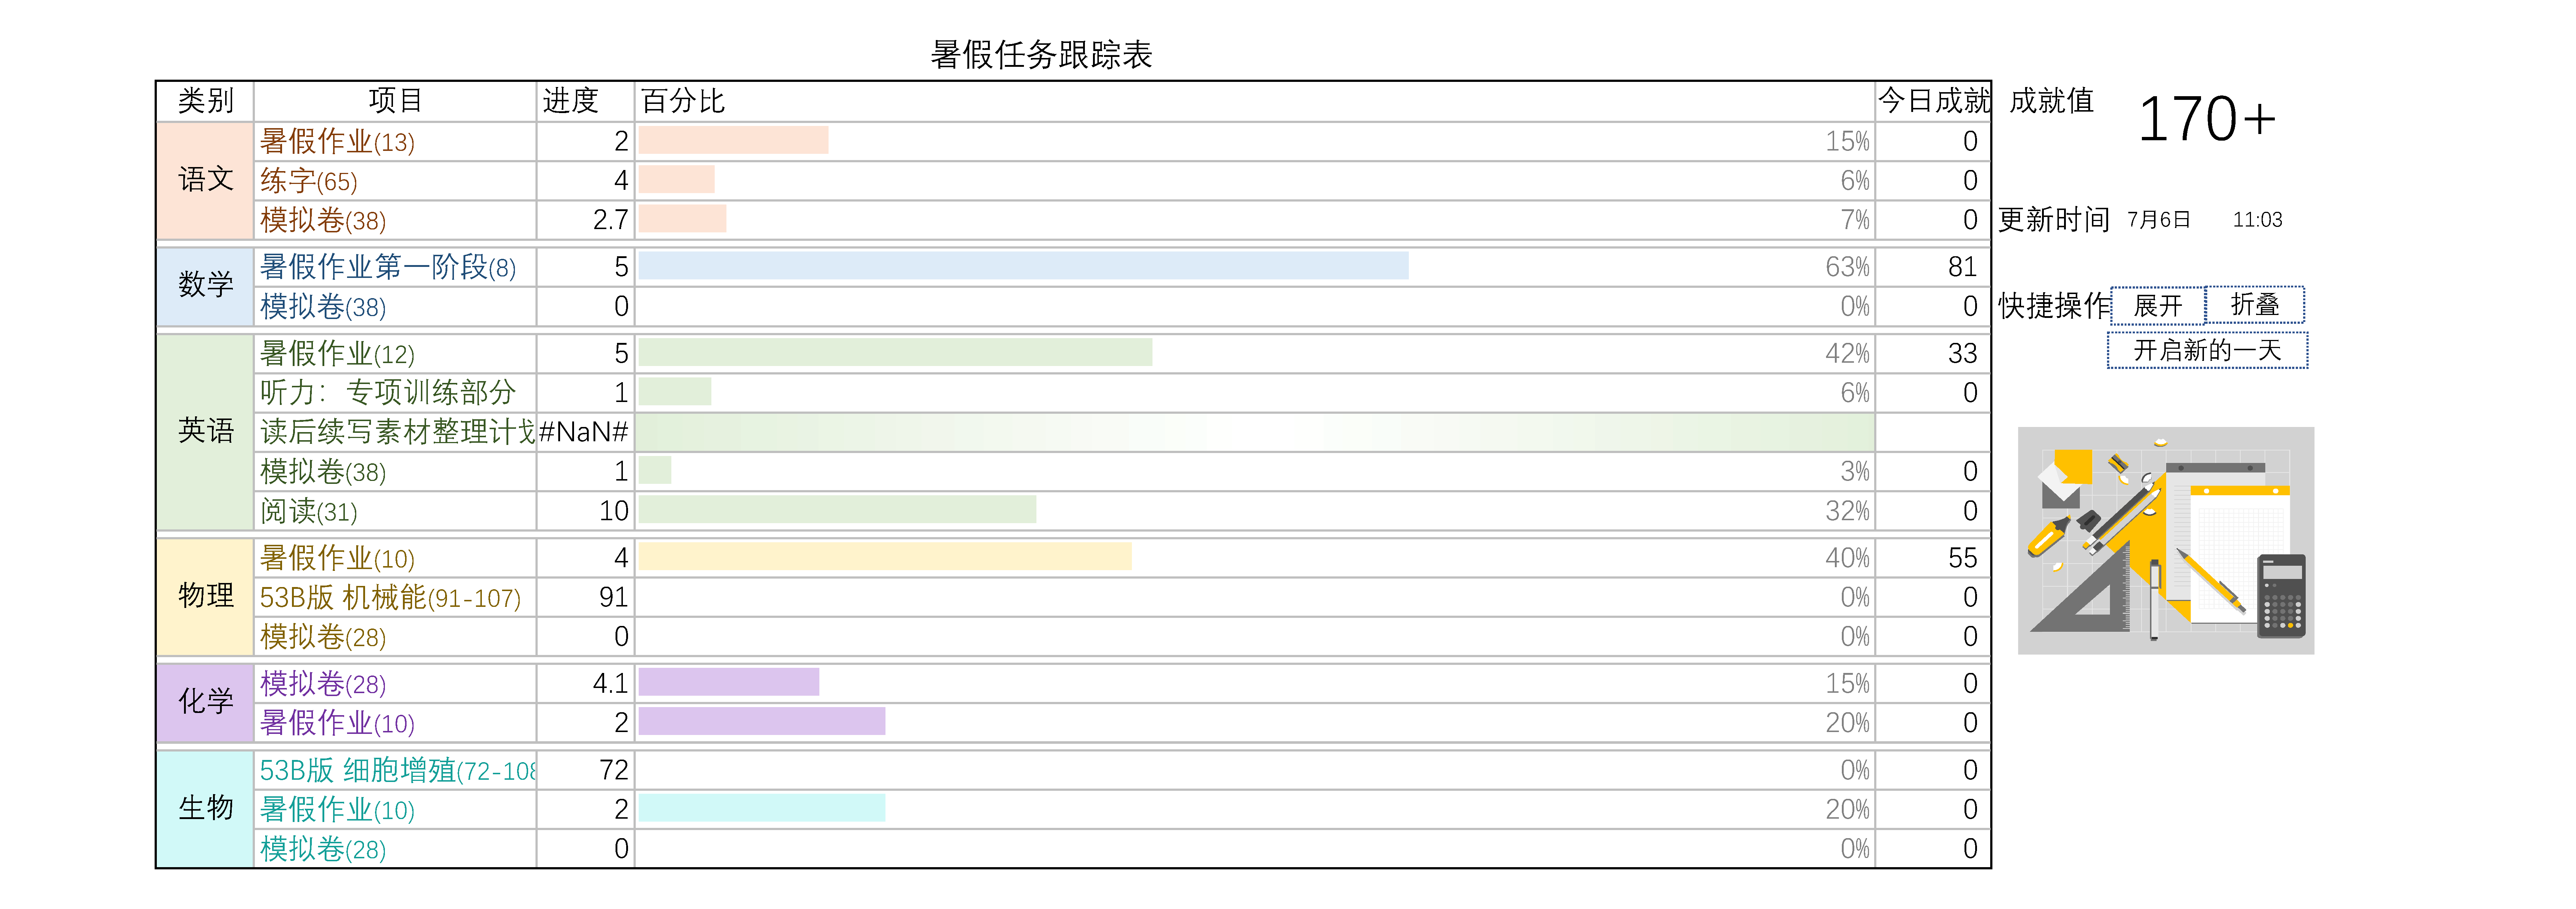 暑假任务跟踪表
类别 项目 进度 百分比 今日成就 成就值 170+
语文 暑假作业(13) 2 15% 0
练字(65) 4 6% 0
模拟卷(38) 2.7 7% 0 更新时间 7月6日 11:03
数学 暑假作业第一阶段(8) 5 63% 81
模拟卷(38) 0 0% 0 快捷操作 展开 折叠
英语 暑假作业(12) 5 42% 33 开启新的一天
听力：专项训练部分 1 6% 0
读后续写素材整理计划 #NaN#
模拟卷(38) 1 3% 0
阅读(31) 10 32% 0
物理 暑假作业(10) 4 40% 55
53B版 机械能(91-107) 91 0% 0
模拟卷(28) 0 0% 0
化学 模拟卷(28) 4.1 15% 0
暑假作业(10) 2 20% 0
生物 53B版 细胞增殖(72-108 72 0% 0
暑假作业(10) 2 20% 0
模拟卷(28) 0 0% 0